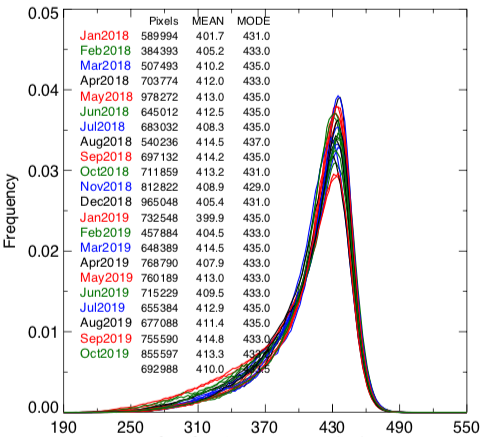 Pixels MEAN MODE
Jan2018 589994 401.7 431.0
Feb2018 384393 405.2 433.0
Mar2018 507493 410.2 435.0
Apr2018 703774 412.0 433.0
May2018 978272 413.0 435.0
Jun2018 645012 412.5 435.0
Jul2018 683032 408.3 435.0
Aug2018 540236 414.5 437.0
Sep2018 697132 414.2 435.0
Oct2018 711859 413.2 431.0
Nov2018 812822 408.9 429.0
Dec2018 965048 405.4 431.0
Jan2019 732548 399.9 435.0
Feb2019 457884 404.5 433.0
Mar2019 648389 414.5 435.0
Apr2019 768790 407.9 433.0
May2019 760189 413.0 433.0
Jun2019 715229 409.5 433.0
Jul2019 655384 412.9 435.0
Aug2019 677088 411.4 435.0
Sep2019 755590 414.8 433.0
Oct2019 855597 413.3
692988 410.0
Frequency
0.05
0.04
0.03
0.02
0.01
0.00
190 250 310 370 430 490 550